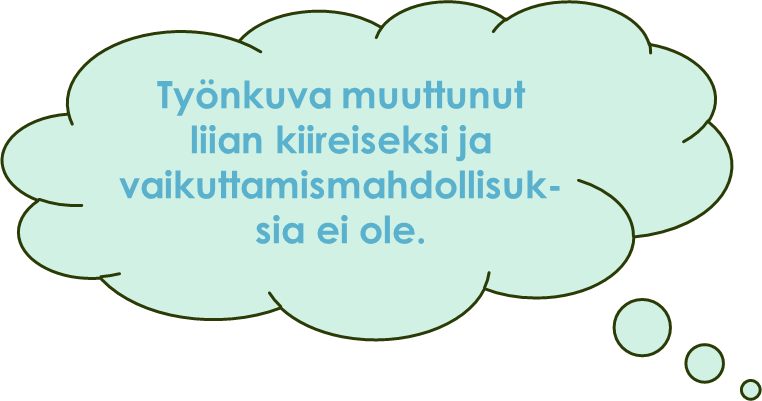 Työnkuva muuttunut
liian kiireiseksi ja
vaikuttamismahdollisuk-
sia ei ole.